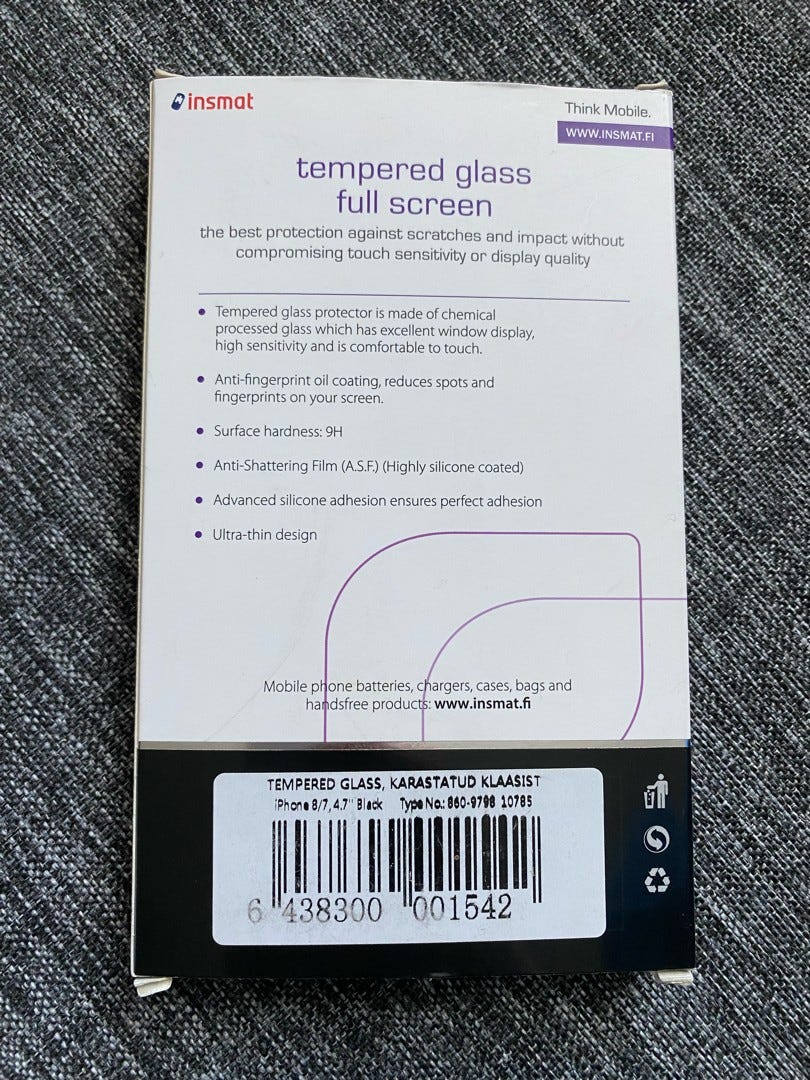 insmat
Think Mobile.
WWW.INSMAT.FI
tempered glass
full screen
the best protection against scratches and impact without
compromising touch sensitivity or display quality
• Tempered glass protector is made of chemical
processed glass which has excellent window display,
high sensitivity and is comfortable to touch.
• Anti-fingerprint oil coating, reduces spots and
fingerprints on your screen.
• Surface hardness: 9H
• Anti-Shattering Film (A.S.F.) (Highly silicone coated)
• Advanced silicone adhesion ensures perfect adhesion
• Ultra-thin design
Mobile phone batteries, chargers, cases, bags and
handsfree products: www.insmat.fi
TEMPERED GLASS, KARASTATUD KLAASIST
iPhone 8/7, 4.7" Black Type No.: 860-9798 10785
6 438300 001542